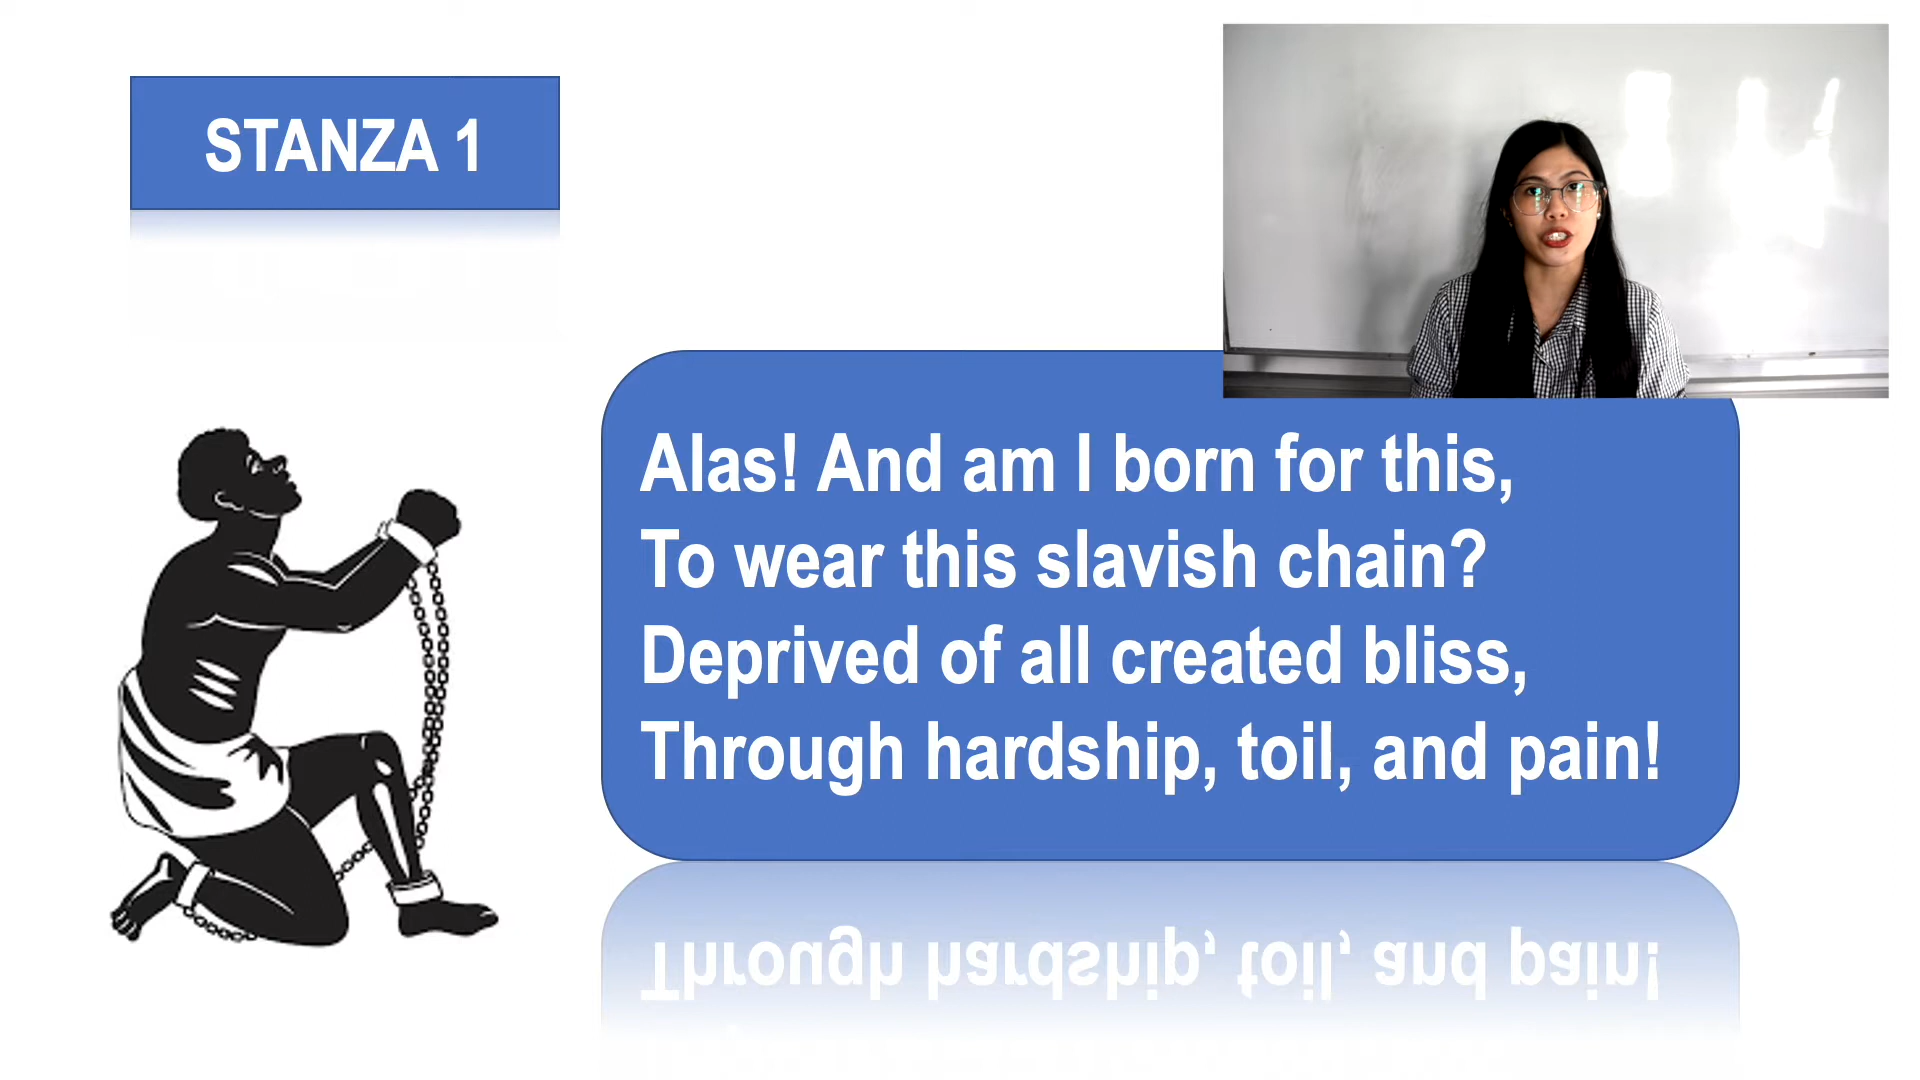 STANZA 1
Alas! And am I born for this,
To wear this slavish chain?
Deprived of all created bliss,
Through hardship, toil, and pain!